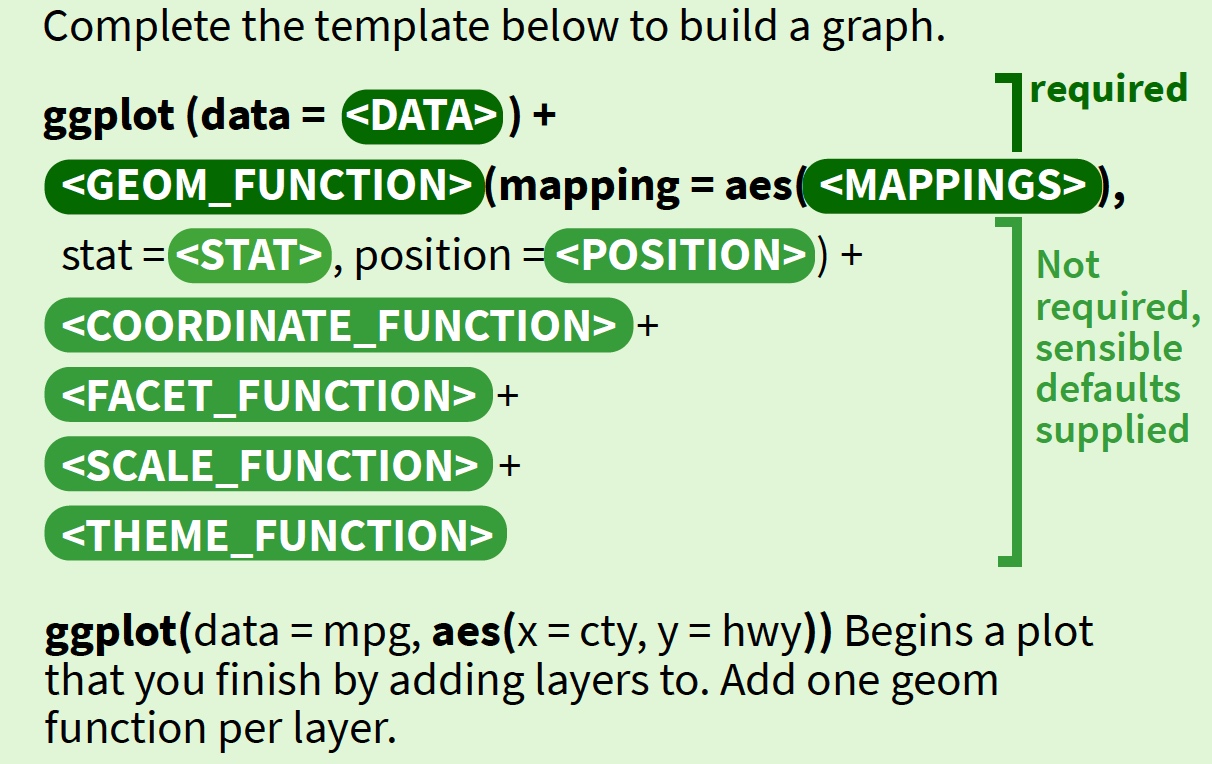 Complete the template below to build a graph.
required
ggplot (data = <DATA>) +
<GEOM_FUNCTION>(mapping = aes(<MAPPINGS>),
stat = <STAT>, position = <POSITION>) +
<COORDINATE_FUNCTION> +
<FACET_FUNCTION> +
<SCALE_FUNCTION> +
<THEME_FUNCTION>
Not
required,
sensible
defaults
supplied
ggplot(data = mpg, aes(x = cty, y = hwy)) Begins a plot
that you finish by adding layers to. Add one geom
function per layer.